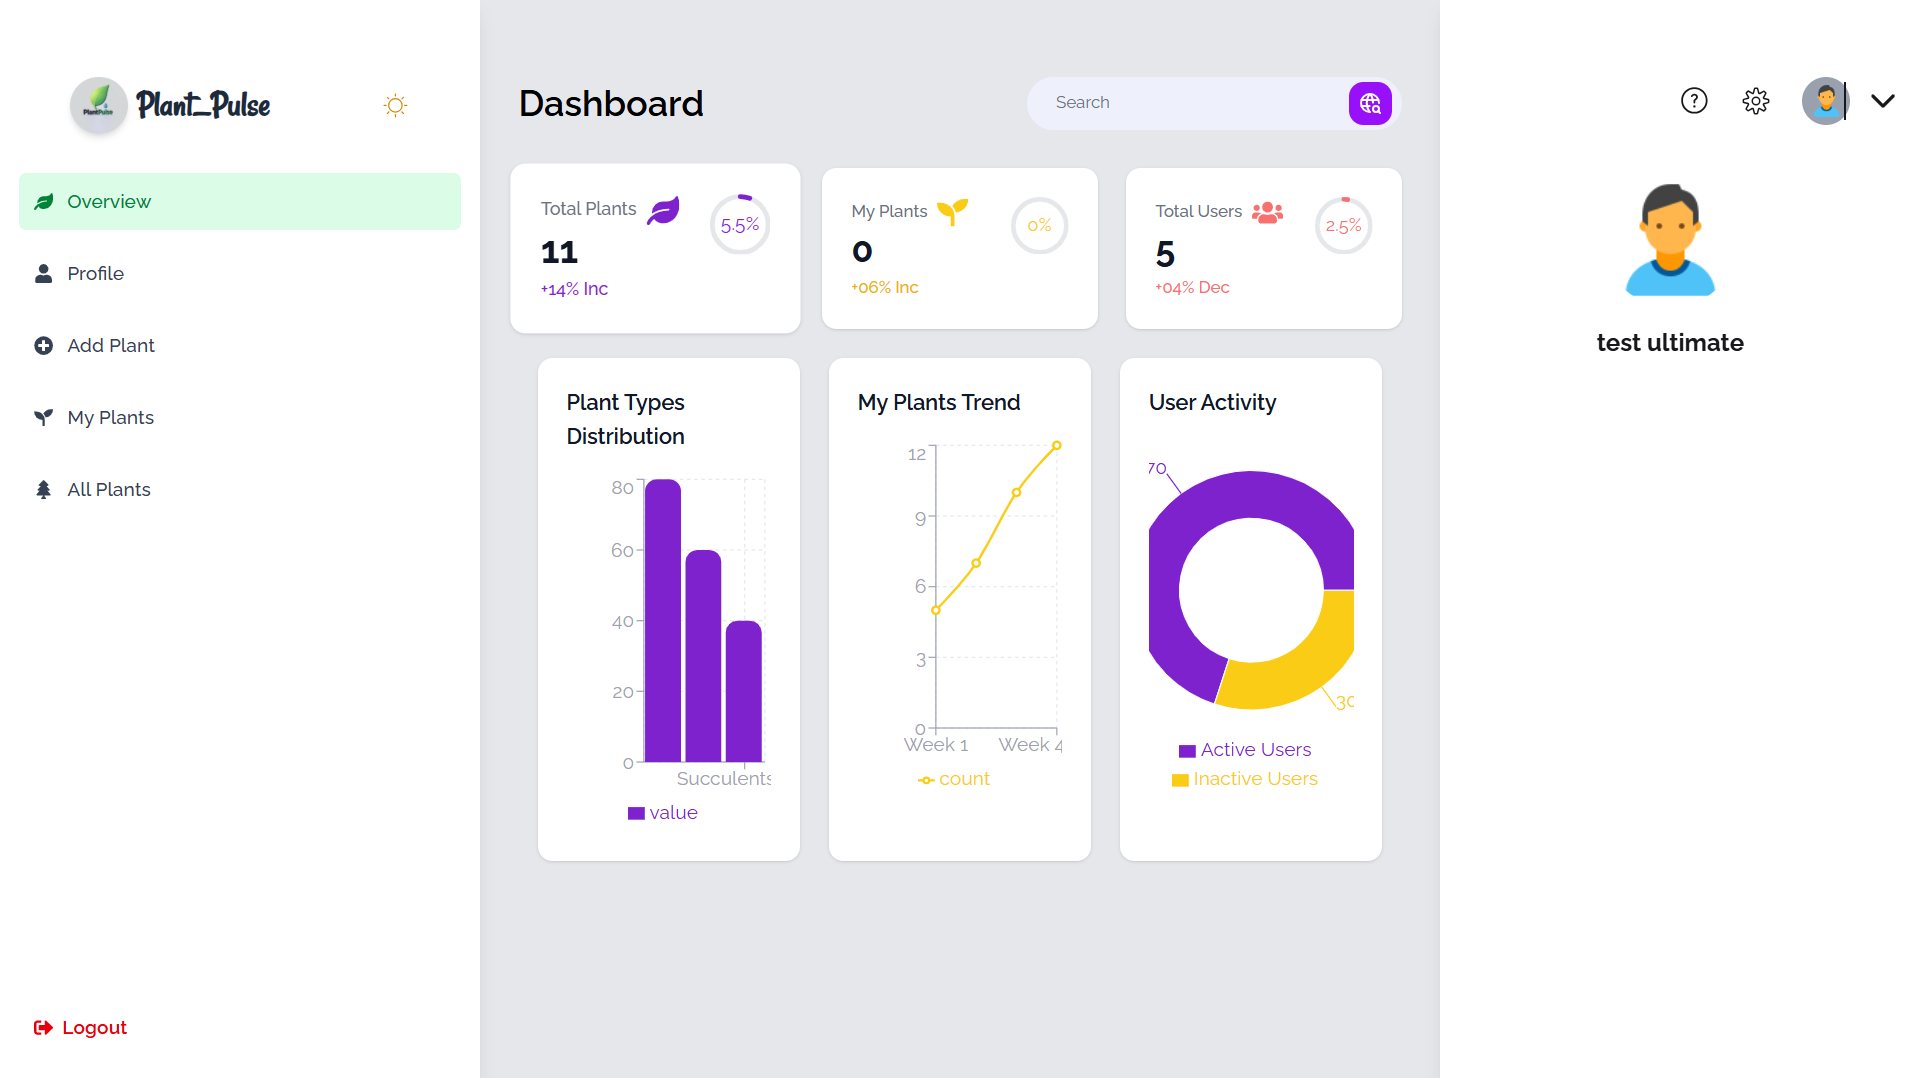 PlantPulse
Plant_Pulse
Overview
Profile
Add Plant
My Plants
All Plants
Logout
Dashboard
Search
Total Plants
5.5%
11
+14% Inc
My Plants
0%
0
+06% Inc
Total Users
2.5%
5
+04% Dec
Plant Types
Distribution
80
60
40
20
0
Succulents
value
My Plants Trend
12
9
6
3
0
Week 1 Week 4
count
User Activity
70
30
Active Users
Inactive Users
?
test ultimate